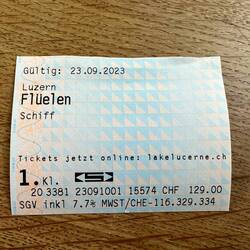 Gültig: 23.09.2023
Luzern
Flüelen
Schiff
Tickets jetzt online: lakelucerne.ch
1. Kl.
20 3381 23091001 15574 CHF 129.00
SGV inkl 7.7% MWST/CHE-116.329.334